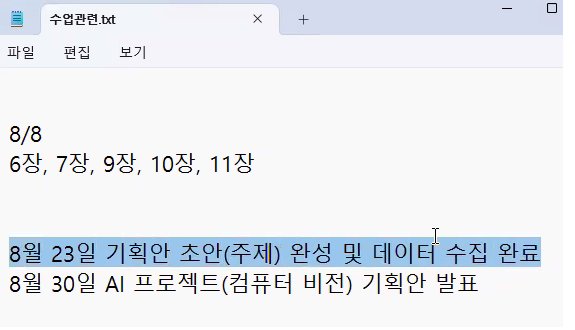 수업관련.txt
파일 편집 보기
8/8
6장, 7장, 9장, 10장, 11장
8월 23일 기획안 초안(주제) 완성 및 데이터 수집 완료
8월 30일 AI 프로젝트(컴퓨터 비전) 기획안 발표